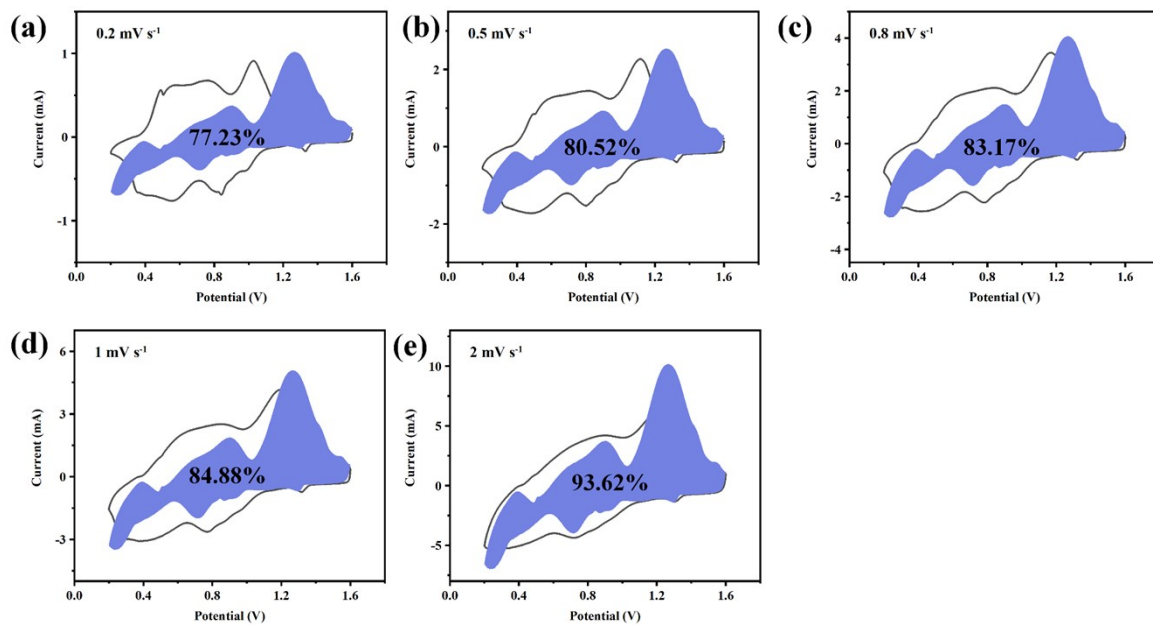 (a)
0.2 mV s⁻¹
Current (mA)
1
0
-1
77.23%
0.0 0.4 0.8 1.2 1.6
Potential (V)
(b)
0.5 mV s⁻¹
Current (mA)
2
0
-2
80.52%
0.0 0.4 0.8 1.2 1.6
Potential (V)
(c)
0.8 mV s⁻¹
Current (mA)
4
2
0
-2
-4
83.17%
0.0 0.4 0.8 1.2 1.6
Potential (V)
(d)
1 mV s⁻¹
Current (mA)
6
3
0
-3
84.88%
0.0 0.4 0.8 1.2 1.6
Potential (V)
(e)
2 mV s⁻¹
Current (mA)
10
5
0
-5
93.62%
0.0 0.4 0.8 1.2 1.6
Potential (V)